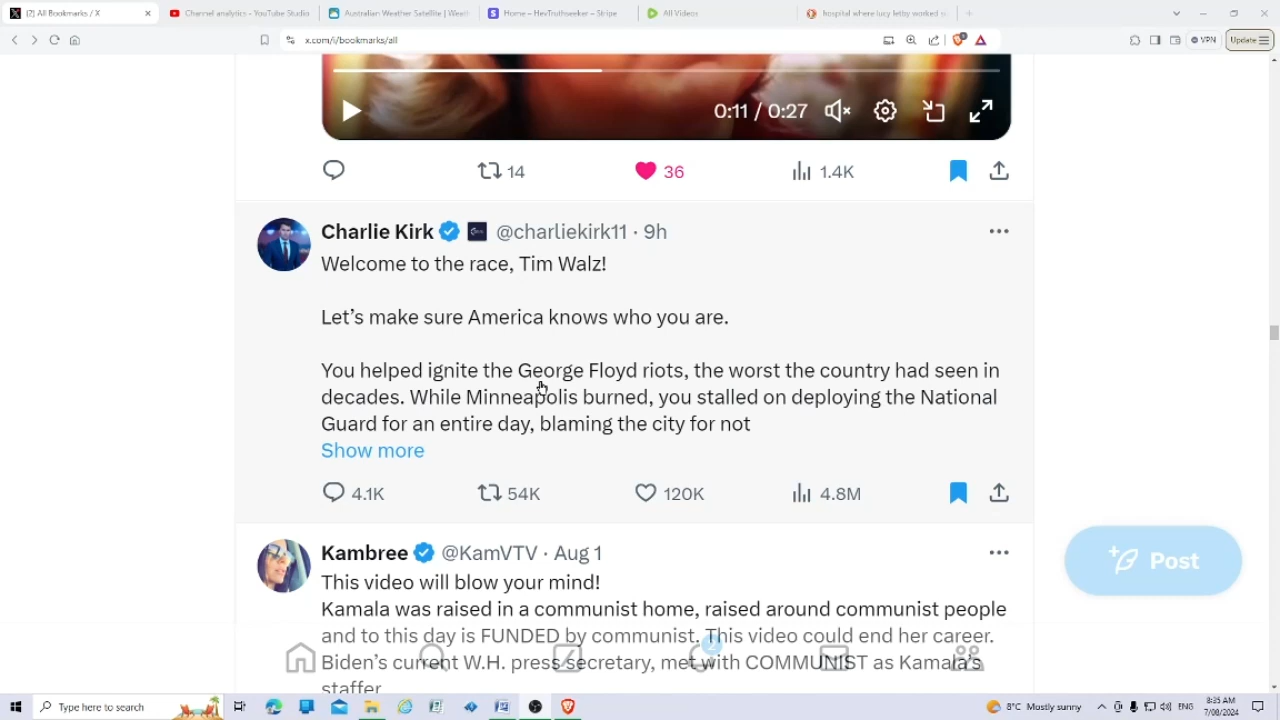 (2) All Bookmarks / X
Channel analytics - YouTube Studio
Australian Weather Satellite | Weath
Home – HexTruthseeker – Stripe
All Videos
hospital where lucy letby worked s
x.com/i/bookmarks/all
VPN
Update
0:11 / 0:27
14
36
1.4K
Charlie Kirk @charliekirk11 · 9h
Welcome to the race, Tim Walz!
Let's make sure America knows who you are.
You helped ignite the George Floyd riots, the worst the country had seen in
decades. While Minneapolis burned, you stalled on deploying the National
Guard for an entire day, blaming the city for not
Show more
4.1K
54K
120K
4.8M
Kambree @KamVTV · Aug 1
This video will blow your mind!
Kamala was raised in a communist home, raised around communist people
and to this day is FUNDED by communist. This video could end her career.
Biden's current W.H. press secretary, met with COMMUNIST as Kamala's
staffer
Post
2
Type here to search
8°C Mostly sunny
ENG
8:35 AM
7/08/2024